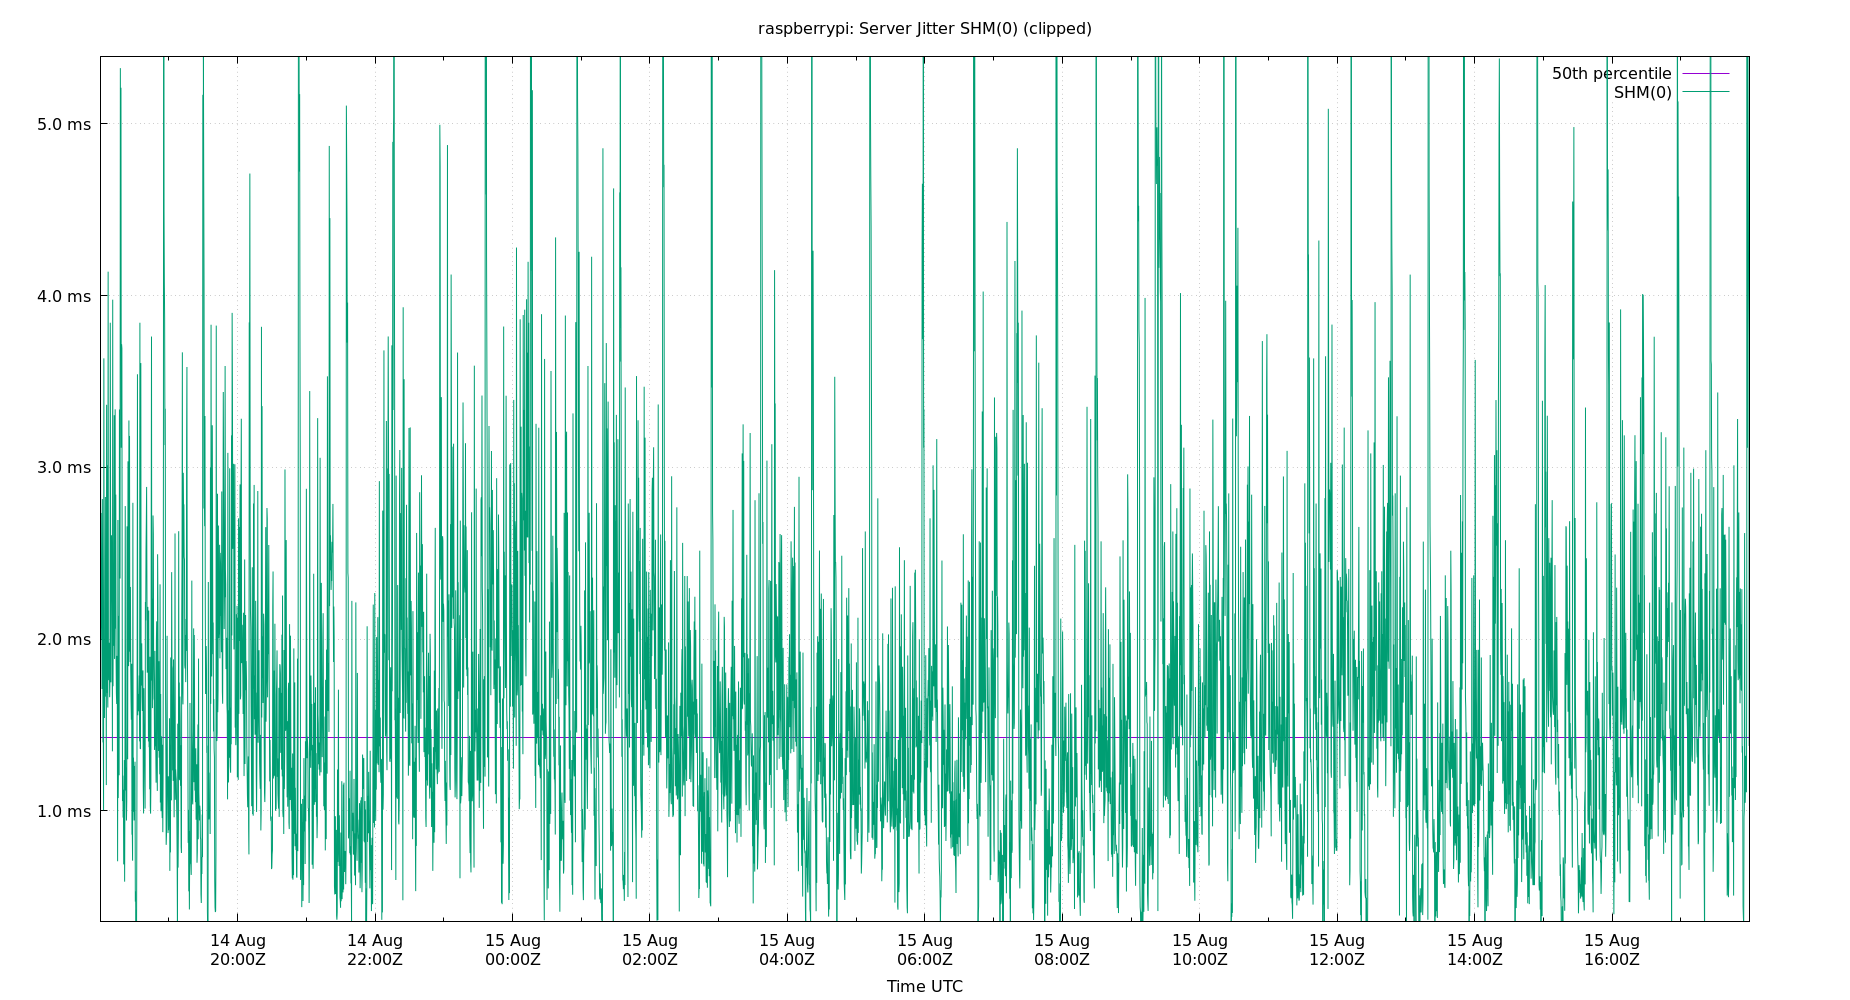 raspberrypi: Server Jitter SHM(0) (clipped)
50th percentile
SHM(0)
5.0 ms
4.0 ms
3.0 ms
2.0 ms
1.0 ms
14 Aug 14 Aug 15 Aug 15 Aug 15 Aug 15 Aug 15 Aug 15 Aug 15 Aug 15 Aug 15 Aug
20:00Z 22:00Z 00:00Z 02:00Z 04:00Z 06:00Z 08:00Z 10:00Z 12:00Z 14:00Z 16:00Z
Time UTC